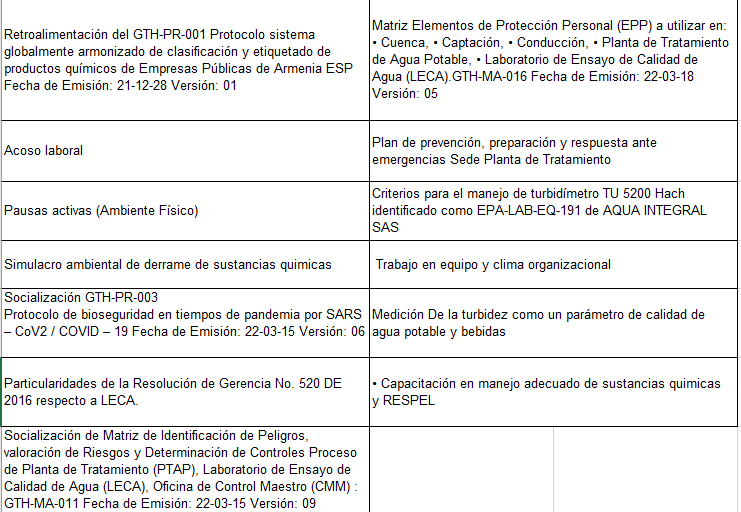 Retroalimentación del GTH-PR-001 Protocolo sistema
globalmente armonizado de clasificación y etiquetado de
productos químicos de Empresas Públicas de Armenia ESP
Fecha de Emisión: 21-12-28 Versión: 01
Matriz Elementos de Protección Personal (EPP) a utilizar en:
• Cuenca, • Captación, • Conducción, • Planta de Tratamiento
de Agua Potable, • Laboratorio de Ensayo de Calidad de
Agua (LECA).GTH-MA-016 Fecha de Emisión: 22-03-18
Versión: 05
Acoso laboral
Plan de prevención, preparación y respuesta ante
emergencias Sede Planta de Tratamiento
Pausas activas (Ambiente Físico)
Criterios para el manejo de turbidímetro TU 5200 Hach
identificado como EPA-LAB-EQ-191 de AQUA INTEGRAL
SAS
Simulacro ambiental de derrame de sustancias quimicas
Trabajo en equipo y clima organizacional
Socialización GTH-PR-003
Protocolo de bioseguridad en tiempos de pandemia por SARS
– CoV2 / COVID – 19 Fecha de Emisión: 22-03-15 Versión: 06
Medición De la turbidez como un parámetro de calidad de
agua potable y bebidas
Particularidades de la Resolución de Gerencia No. 520 DE
2016 respecto a LECA.
• Capacitación en manejo adecuado de sustancias quimicas
y RESPEL
Socialización de Matriz de Identificación de Peligros,
valoración de Riesgos y Determinación de Controles Proceso
de Planta de Tratamiento (PTAP), Laboratorio de Ensayo de
Calidad de Agua (LECA), Oficina de Control Maestro (CMM) :
GTH-MA-011 Fecha de Emisión: 22-03-15 Versión: 09